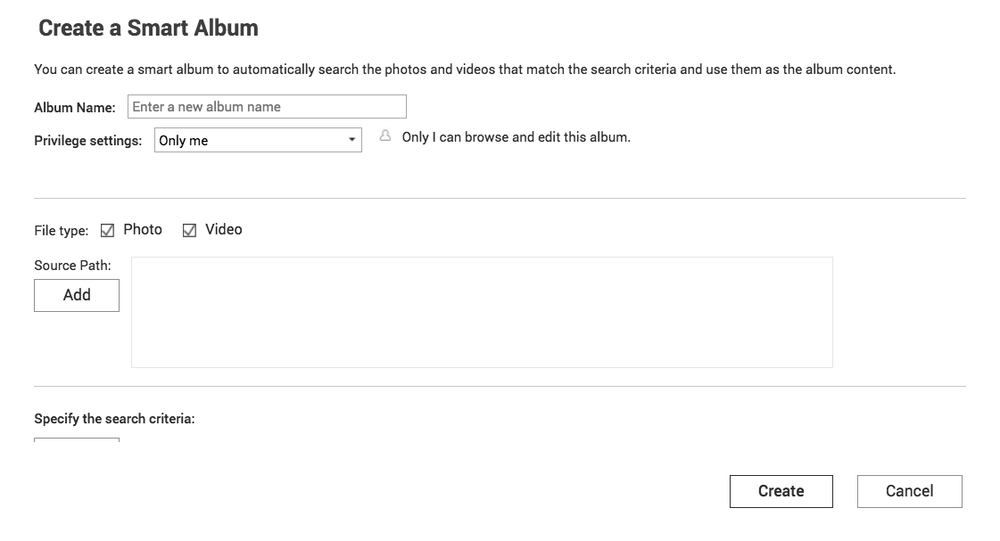 Create a Smart Album
You can create a smart album to automatically search the photos and videos that match the search criteria and use them as the album content.
Album Name: Enter a new album name
Privilege settings: Only me Only I can browse and edit this album.
File type: Photo Video
Source Path:
Add
Specify the search criteria:
Create Cancel